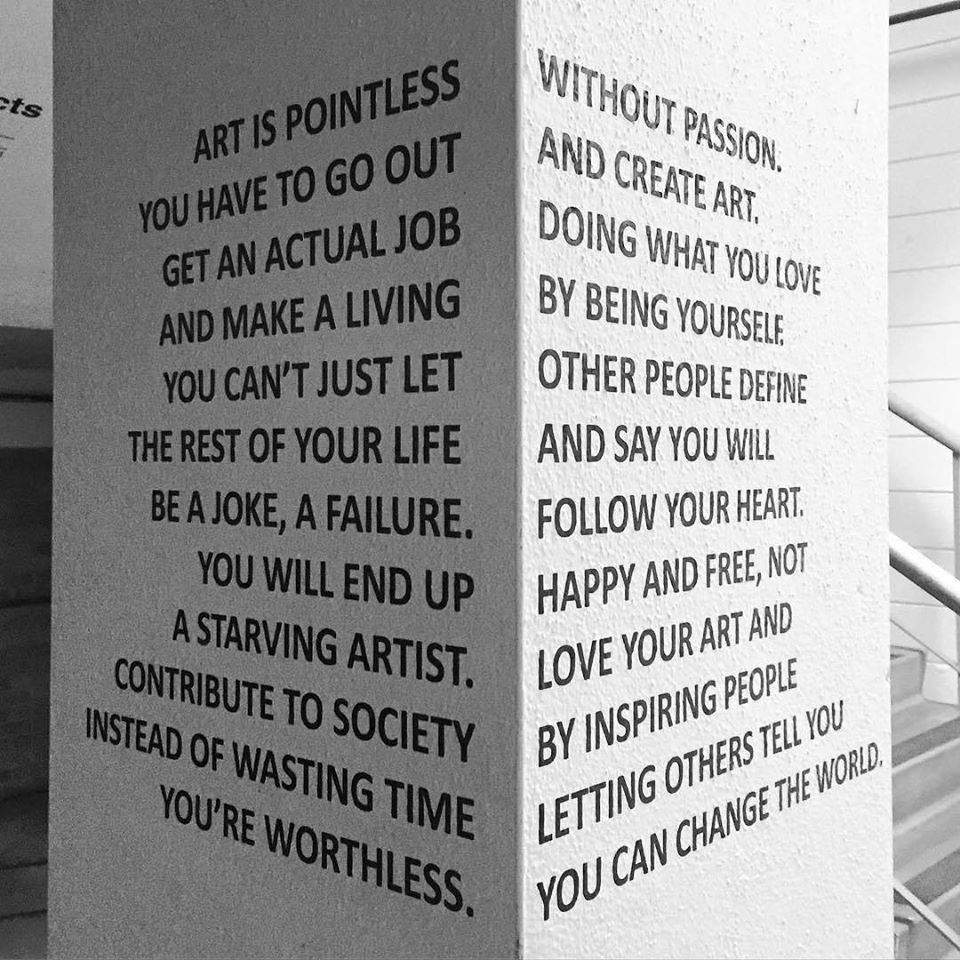 cts
ART IS POINTLESS WITHOUT PASSION.
YOU HAVE TO GO OUT AND CREATE ART.
GET AN ACTUAL JOB DOING WHAT YOU LOVE
AND MAKE A LIVING BY BEING YOURSELF.
YOU CAN'T JUST LET OTHER PEOPLE DEFINE
THE REST OF YOUR LIFE AND SAY YOU WILL
BE A JOKE, A FAILURE. FOLLOW YOUR HEART.
YOU WILL END UP HAPPY AND FREE, NOT
A STARVING ARTIST. LOVE YOUR ART AND
CONTRIBUTE TO SOCIETY BY INSPIRING PEOPLE
INSTEAD OF WASTING TIME LETTING OTHERS TELL YOU
YOU'RE WORTHLESS. YOU CAN CHANGE THE WORLD.